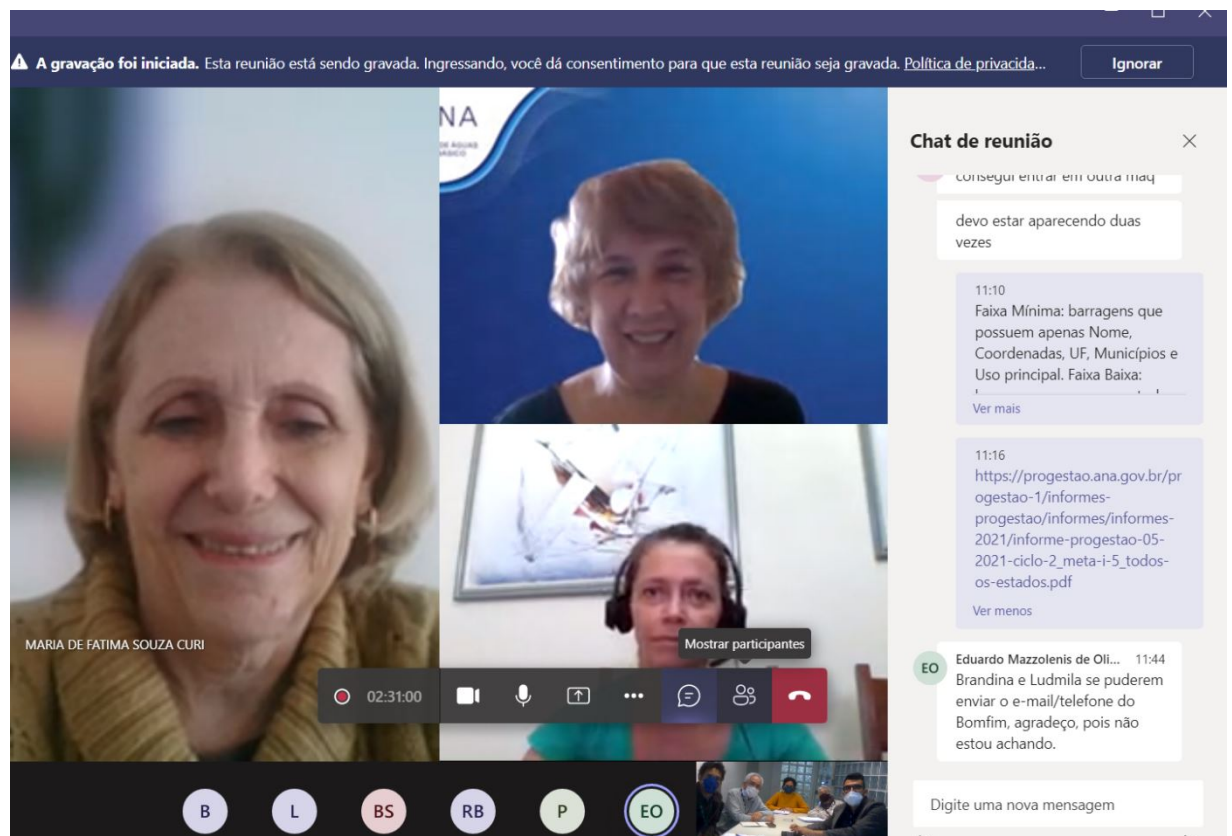 A gravação foi iniciada. Esta reunião está sendo gravada. Ingressando, você dá consentimento para que esta reunião seja gravada. Política de privacida...
Ignorar
NA
DE ÁGUAS
BÁSICO
MARIA DE FATIMA SOUZA CURI
Mostrar participantes
02:31:00
B
L
BS
RB
P
EO
Chat de reunião
consegui entrar em outra maq
devo estar aparecendo duas
vezes
11:10
Faixa Mínima: barragens que
possuem apenas Nome,
Coordenadas, UF, Municípios e
Uso principal. Faixa Baixa:
Ver mais
11:16
https://progestao.ana.gov.br/pr
ogestao-1/informes-
progestao/informes/informes-
2021/informe-progestao-05-
2021-ciclo-2_meta-i-5_todos-
os-estados.pdf
Ver menos
EO
Eduardo Mazzolenis de Oli... 11:44
Brandina e Ludmila se puderem
enviar o e-mail/telefone do
Bomfim, agradeço, pois não
estou achando.
Digite uma nova mensagem